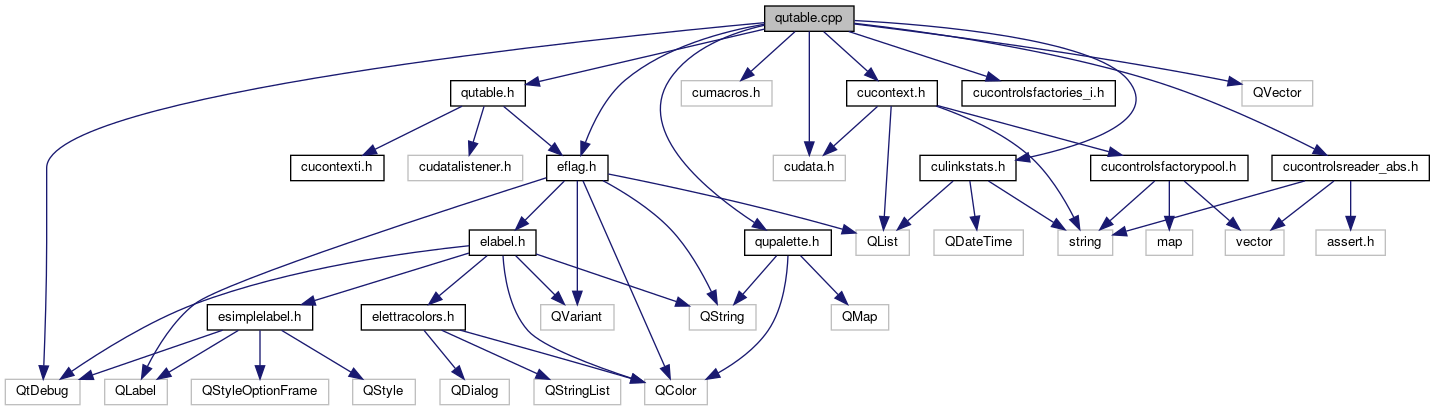 qutable.cpp
qutable.h
cumacros.h
cucontext.h
cucontrolsfactories_i.h
QVector
cucontexti.h
cudatalistener.h
eflag.h
cudata.h
culinkstats.h
cucontrolsfactorypool.h
cucontrolsreader_abs.h
elabel.h
qupalette.h
QList
QDateTime
string
map
vector
assert.h
esimplelabel.h
elettracolors.h
QVariant
QString
QMap
QtDebug
QLabel
QStyleOptionFrame
QStyle
QDialog
QStringList
QColor